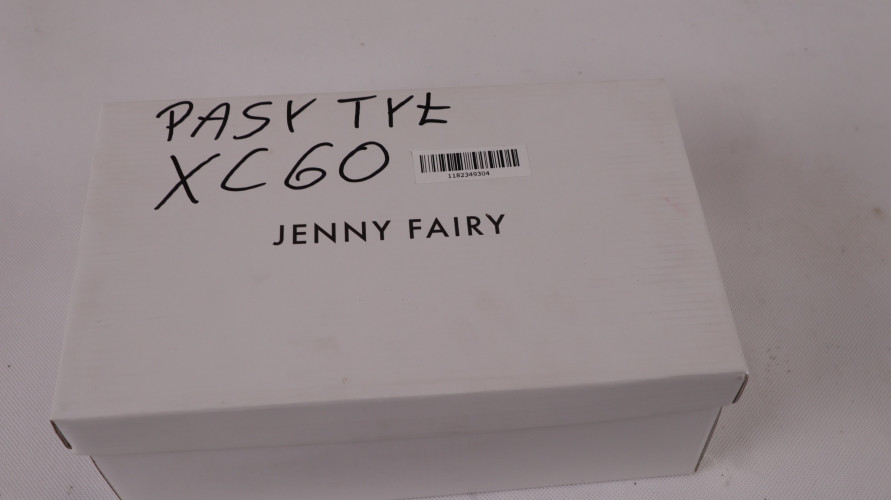 PASY TYŁ
XC60
1182349304
JENNY FAIRY